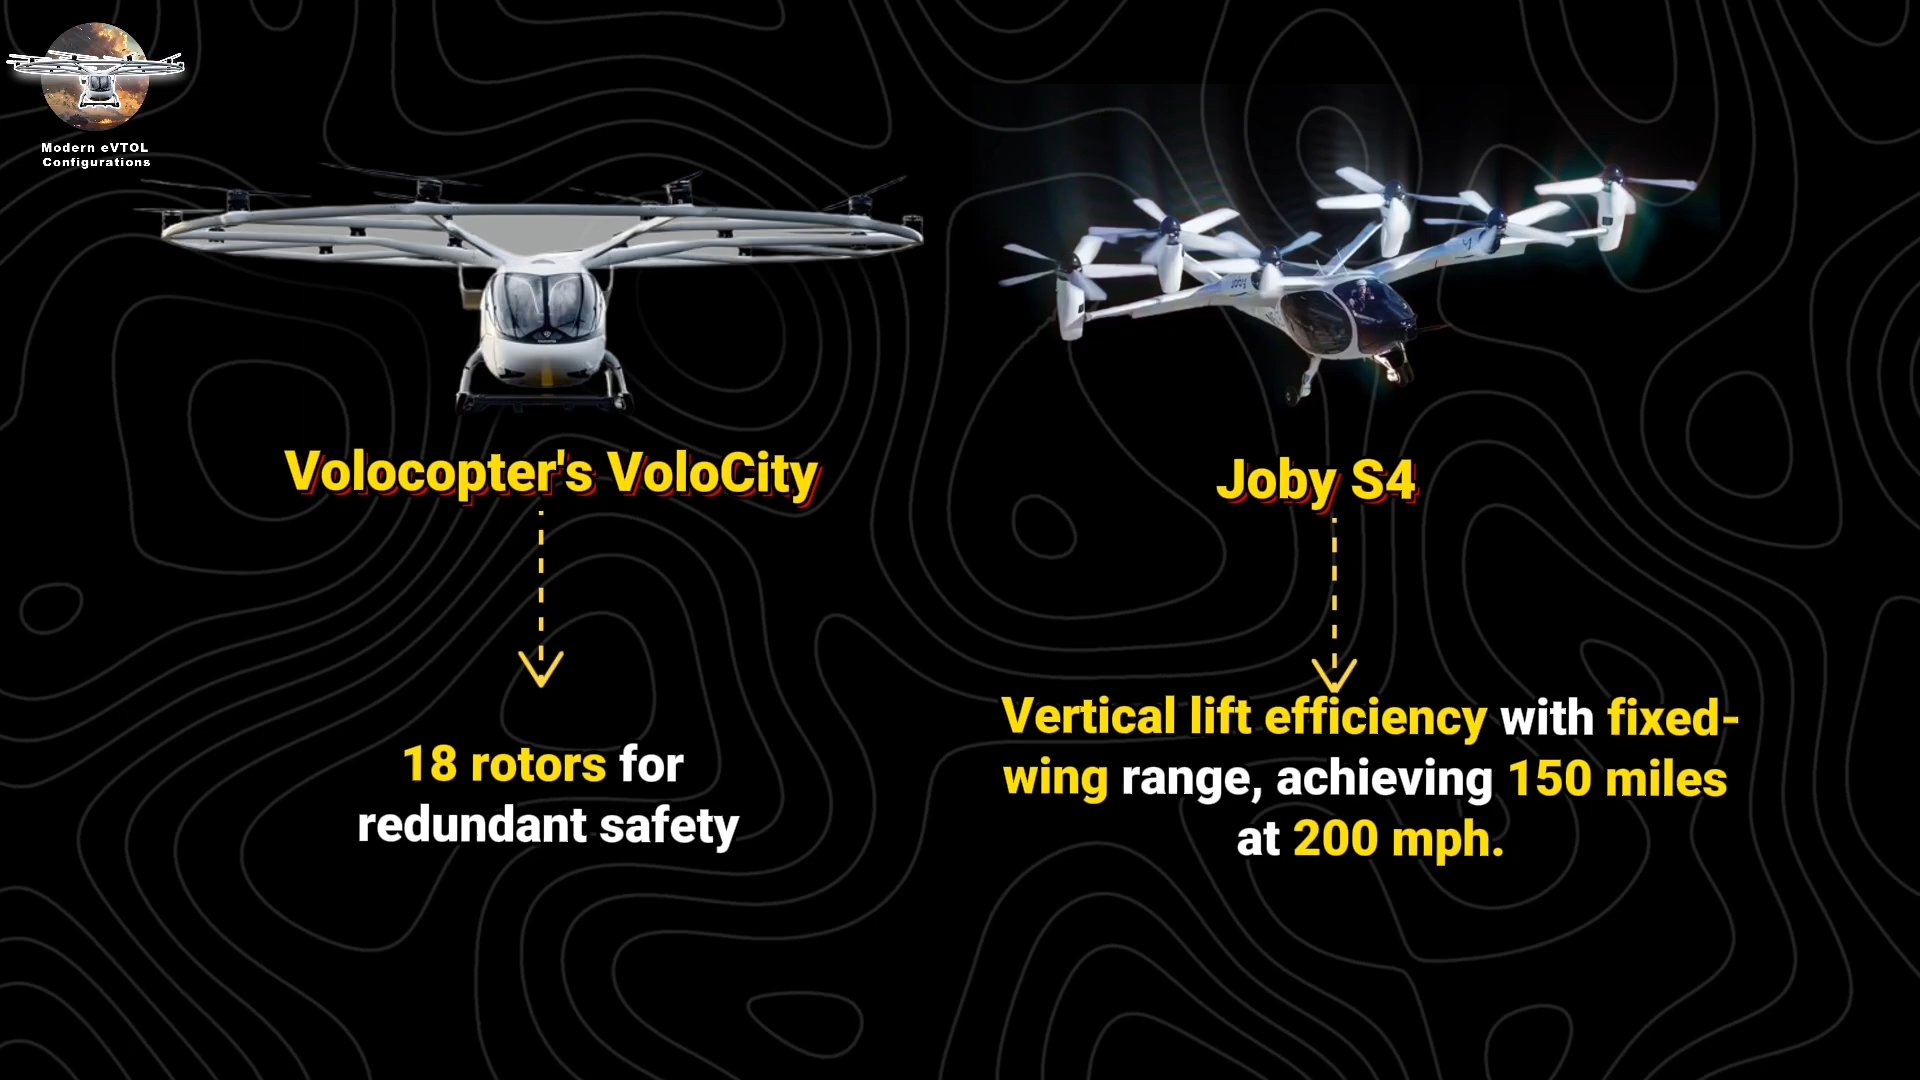 Modern eVTOL
Configurations
Volocopter's VoloCity
Joby S4
18 rotors for
redundant safety
Vertical lift efficiency with fixed-
wing range, achieving 150 miles
at 200 mph.